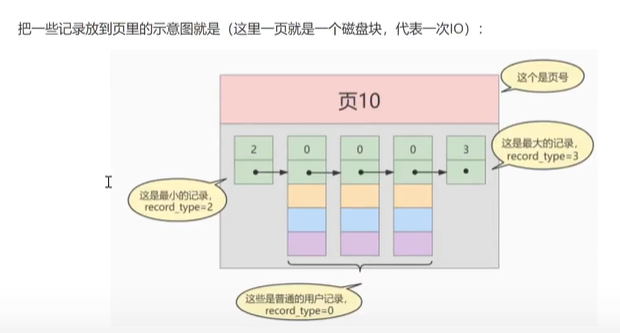 把一些记录放到页里的示意图就是（这里一页就是一个磁盘块，代表一次IO）：
这个是页号
页10
2 0 0 0 3
这是最大的记录，
record_type=3
这是最小的记录，
record_type=2
这些是普通的用户记录，
record_type=0